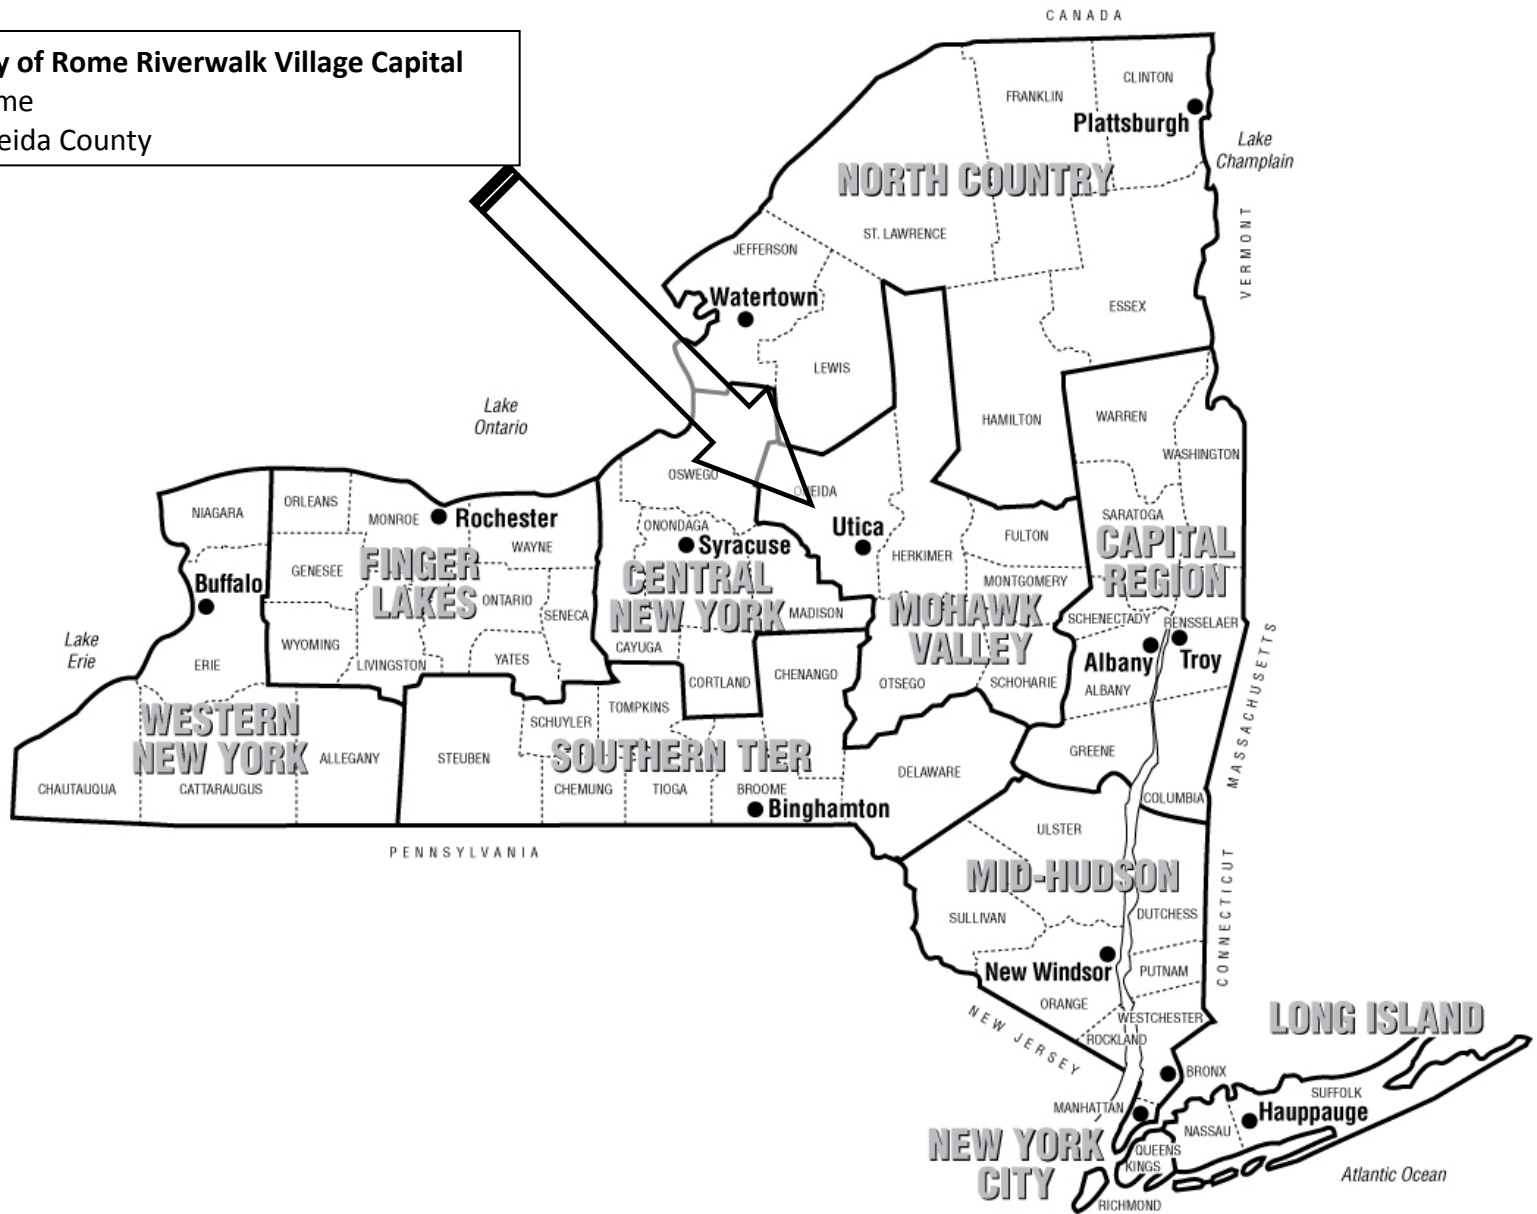 CANADA
y of Rome Riverwalk Village Capital
me
eida County
CLINTON
FRANKLIN
Plattsburgh
Lake
Champlain
NORTH COUNTRY
VERMONT
ST. LAWRENCE
JEFFERSON
Watertown
ESSEX
LEWIS
Lake
Ontario
HAMILTON
WARREN
WASHINGTON
OSWEGO
ONEIDA
NIAGARA
ORLEANS
MONROE
Rochester
WAYNE
ONONDAGA
Syracuse
Utica
HERKIMER
FULTON
SARATOGA
CAPITAL
REGION
GENESEE
FINGER
LAKES
ONTARIO
SENECA
CENTRAL
NEW YORK
MADISON
MONTGOMERY
MOHAWK
VALLEY
SCHENECTADY
RENSSELAER
Buffalo
Lake
Erie
ERIE
WYOMING
LIVINGSTON
YATES
CAYUGA
CORTLAND
CHENANGO
OTSEGO
SCHOHARIE
Albany
Troy
ALBANY
MASSACHUSETTS
WESTERN
NEW YORK
ALLEGANY
STEUBEN
SCHUYLER
TOMPKINS
SOUTHERN TIER
GREENE
DELAWARE
CHAUTAUQUA
CATTARAUGUS
CHEMUNG
TIOGA
BROOME
Binghamton
COLUMBIA
PENNSYLVANIA
ULSTER
MID-HUDSON
CONNECTICUT
SULLIVAN
DUTCHESS
New Windsor
PUTNAM
ORANGE
NEW JERSEY
WESTCHESTER
ROCKLAND
LONG ISLAND
BRONX
SUFFOLK
MANHATTAN
Hauppauge
NASSAU
NEW YORK
CITY
QUEENS
KINGS
Atlantic Ocean
RICHMOND